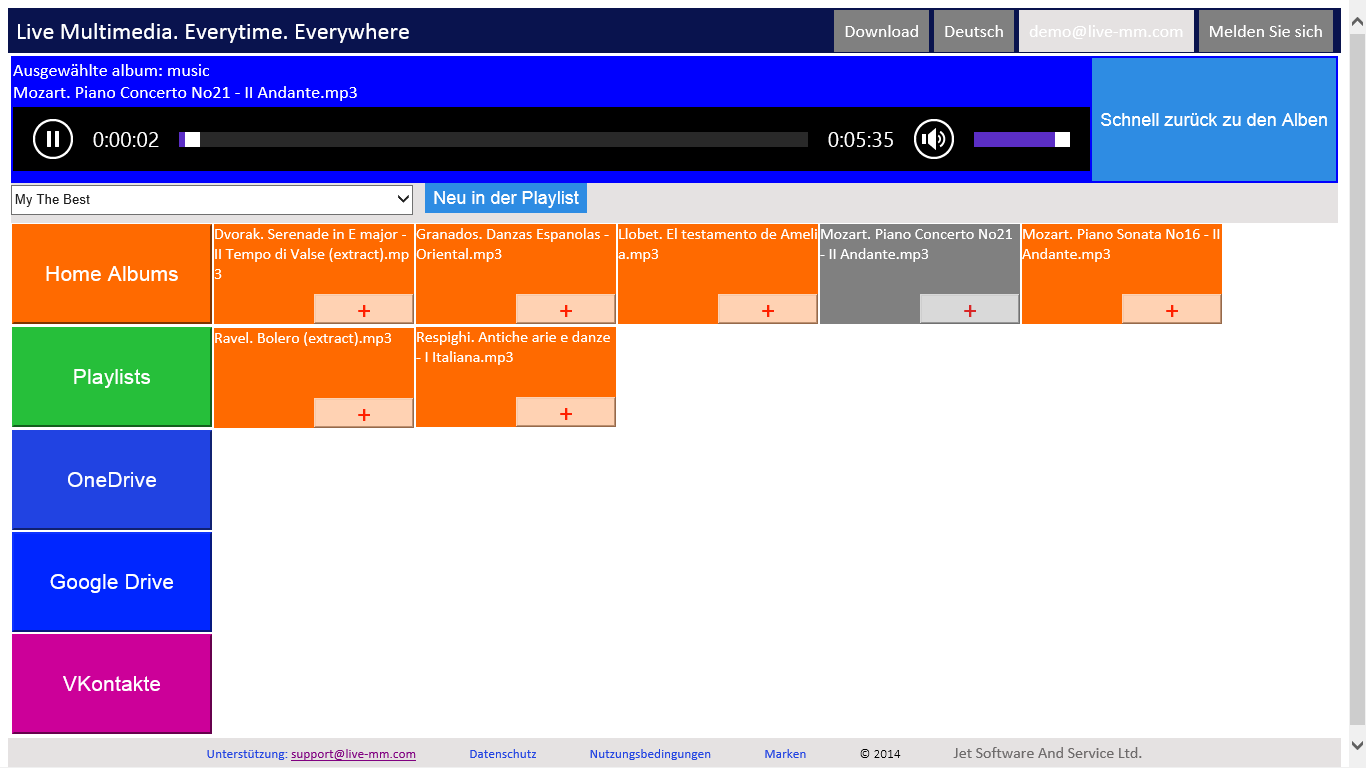 Live Multimedia. Everytime. Everywhere
Download
Deutsch
demo@live-mm.com
Melden Sie sich
Ausgewählte album: music
Mozart. Piano Concerto No21 - II Andante.mp3
0:00:02
0:05:35
Schnell zurück zu den Alben
My The Best
Neu in der Playlist
Home Albums
Dvorak. Serenade in E major -
II Tempo di Valse (extract).mp
3
+
Granados. Danzas Espanolas -
Oriental.mp3
+
Llobet. El testamento de Ameli
a.mp3
+
Mozart. Piano Concerto No21
- II Andante.mp3
+
Mozart. Piano Sonata No16 - II
Andante.mp3
+
Playlists
Ravel. Bolero (extract).mp3
+
Respighi. Antiche arie e danze
- I Italiana.mp3
+
OneDrive
Google Drive
VKontakte
Unterstützung: support@live-mm.com
Datenschutz
Nutzungsbedingungen
Marken
© 2014
Jet Software And Service Ltd.